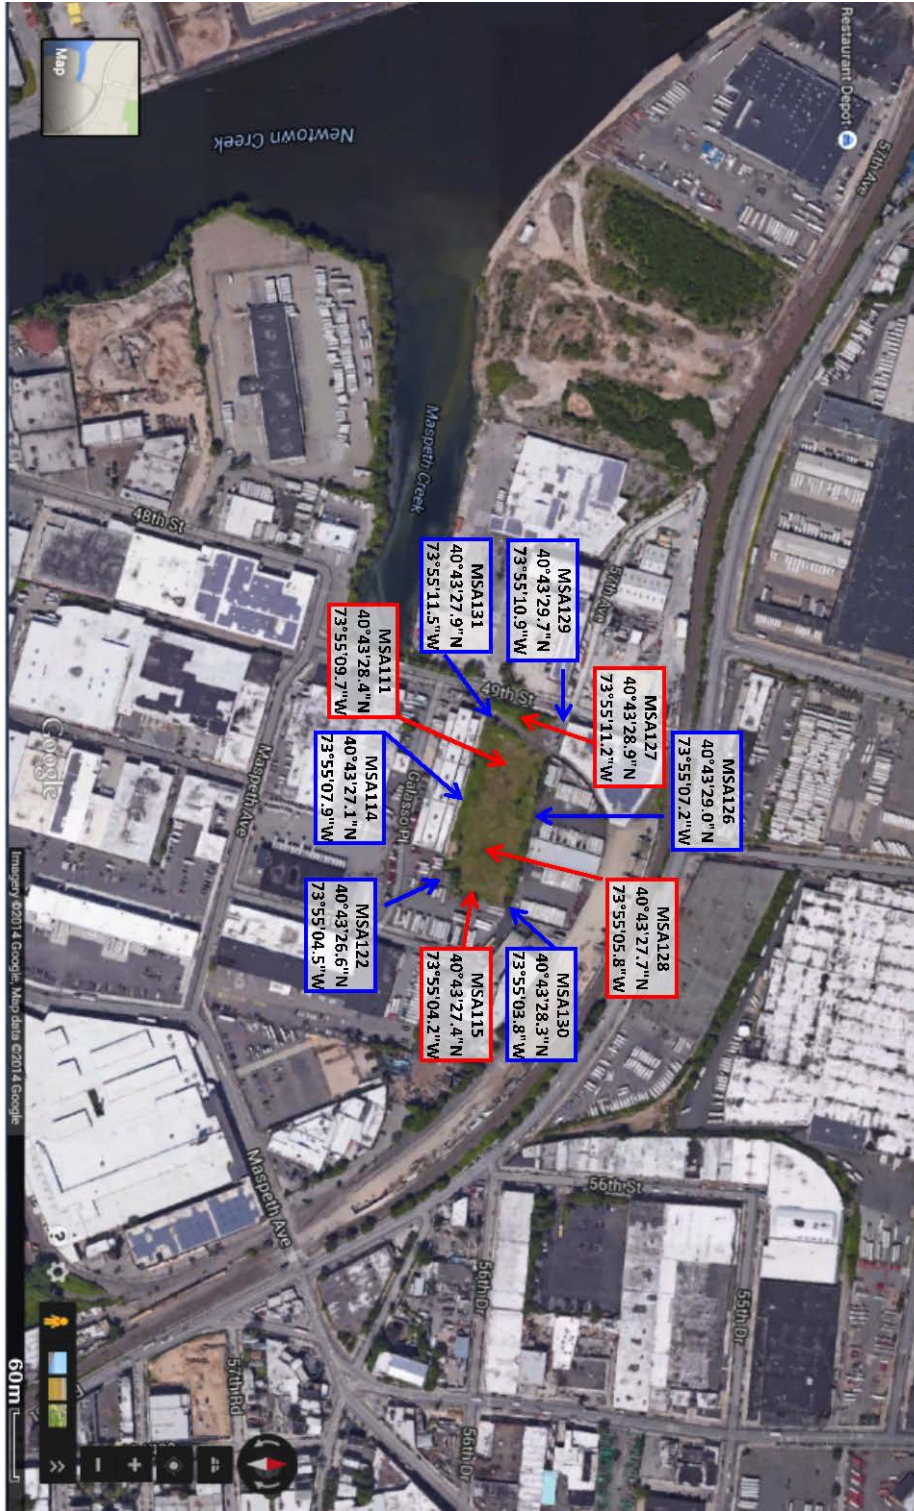 Restaurant Depot
57th Ave
Map
Newtown Creek
Maspeth Creek
48th St
57th Ave
49th St
MSA129
40°43'29.7"N
73°55'10.9"W
MSA131
40°43'27.9"N
73°55'11.5"W
MSA111
40°43'28.4"N
73°55'09.7"W
MSA127
40°43'28.9"N
73°55'11.2"W
MSA126
40°43'29.0"N
73°55'07.2"W
MSA114
40°43'27.1"N
73°55'07.9"W
MSA128
40°43'27.7"N
73°55'05.8"W
MSA122
40°43'26.6"N
73°55'04.5"W
MSA130
40°43'28.3"N
73°55'03.8"W
MSA115
40°43'27.4"N
73°55'04.2"W
Galasso Pl
Maspeth Ave
Google
Imagery ©2014 Google, Map data ©2014 Google
Maspeth Ave
56th St
56th Dr
55th Dr
57th Rd
56th Dr
?
60m